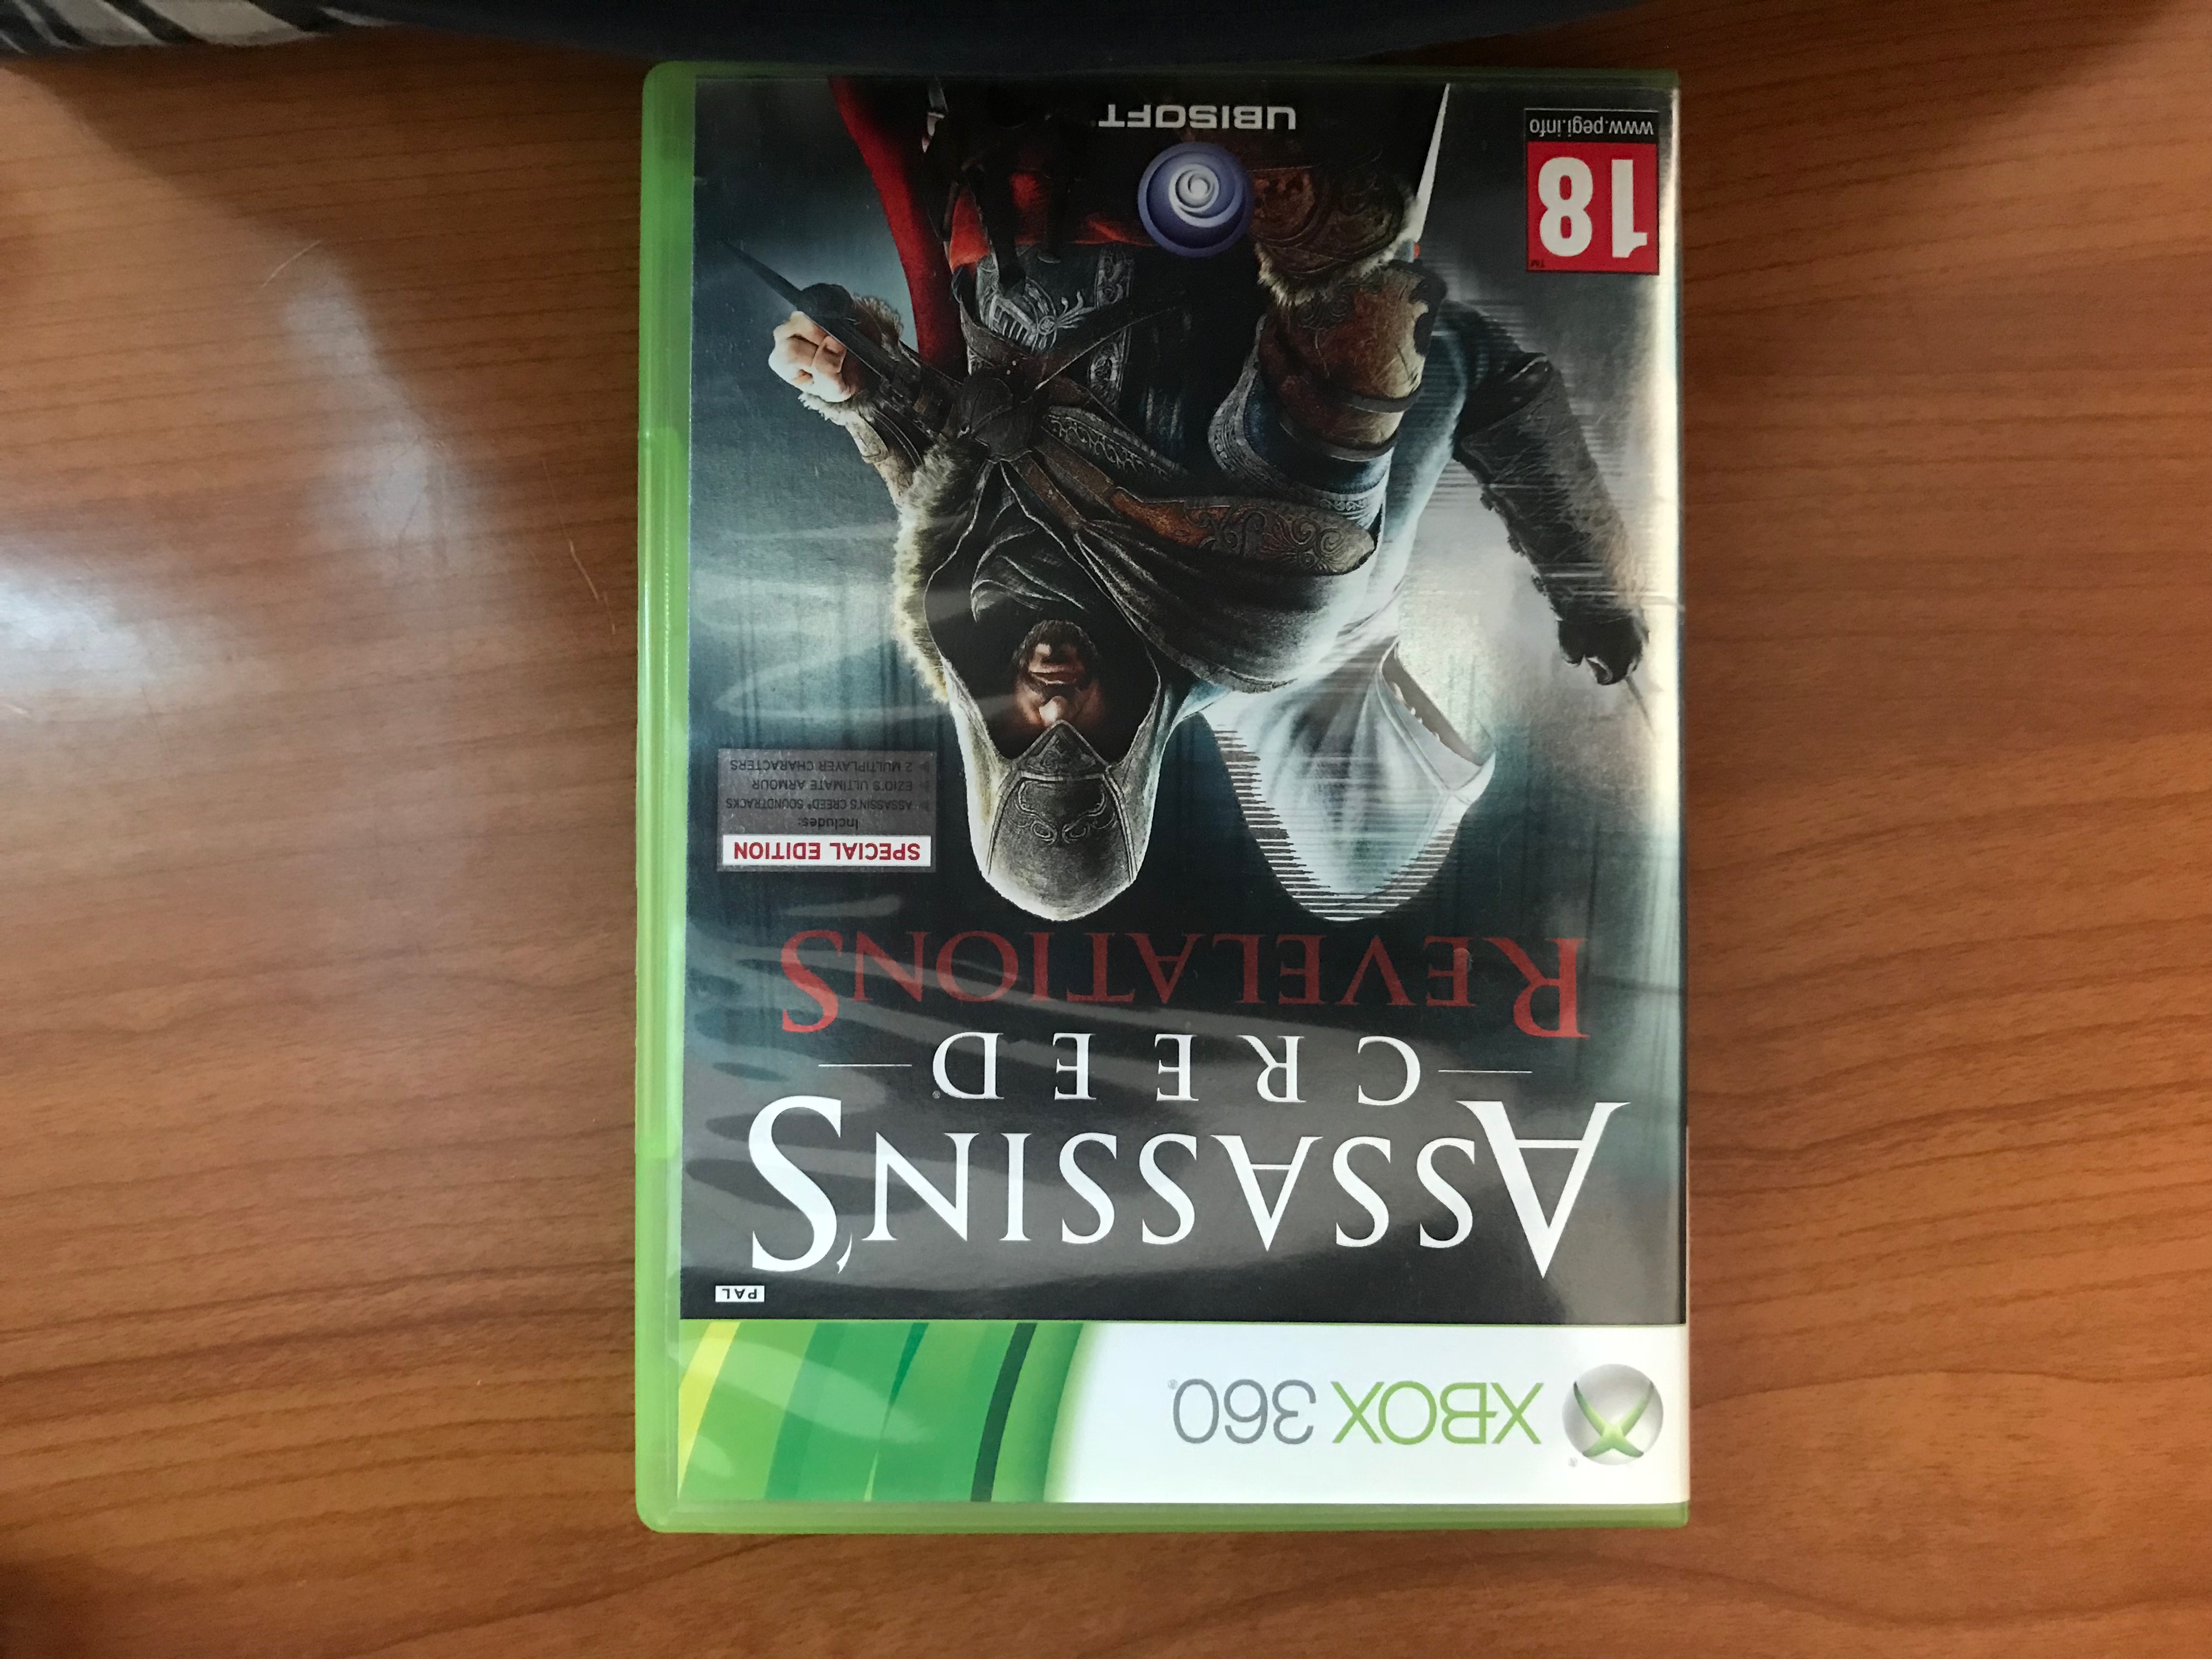 XBOX 360®
PAL
ASSASSIN'S
CREED®
REVELATIONS
SPECIAL EDITION
Includes:
ASSASSIN'S CREED® SOUNDTRACKS
EZIO'S ULTIMATE ARMOUR
2 MULTIPLAYER CHARACTERS
18™
www.pegi.info
UBISOFT